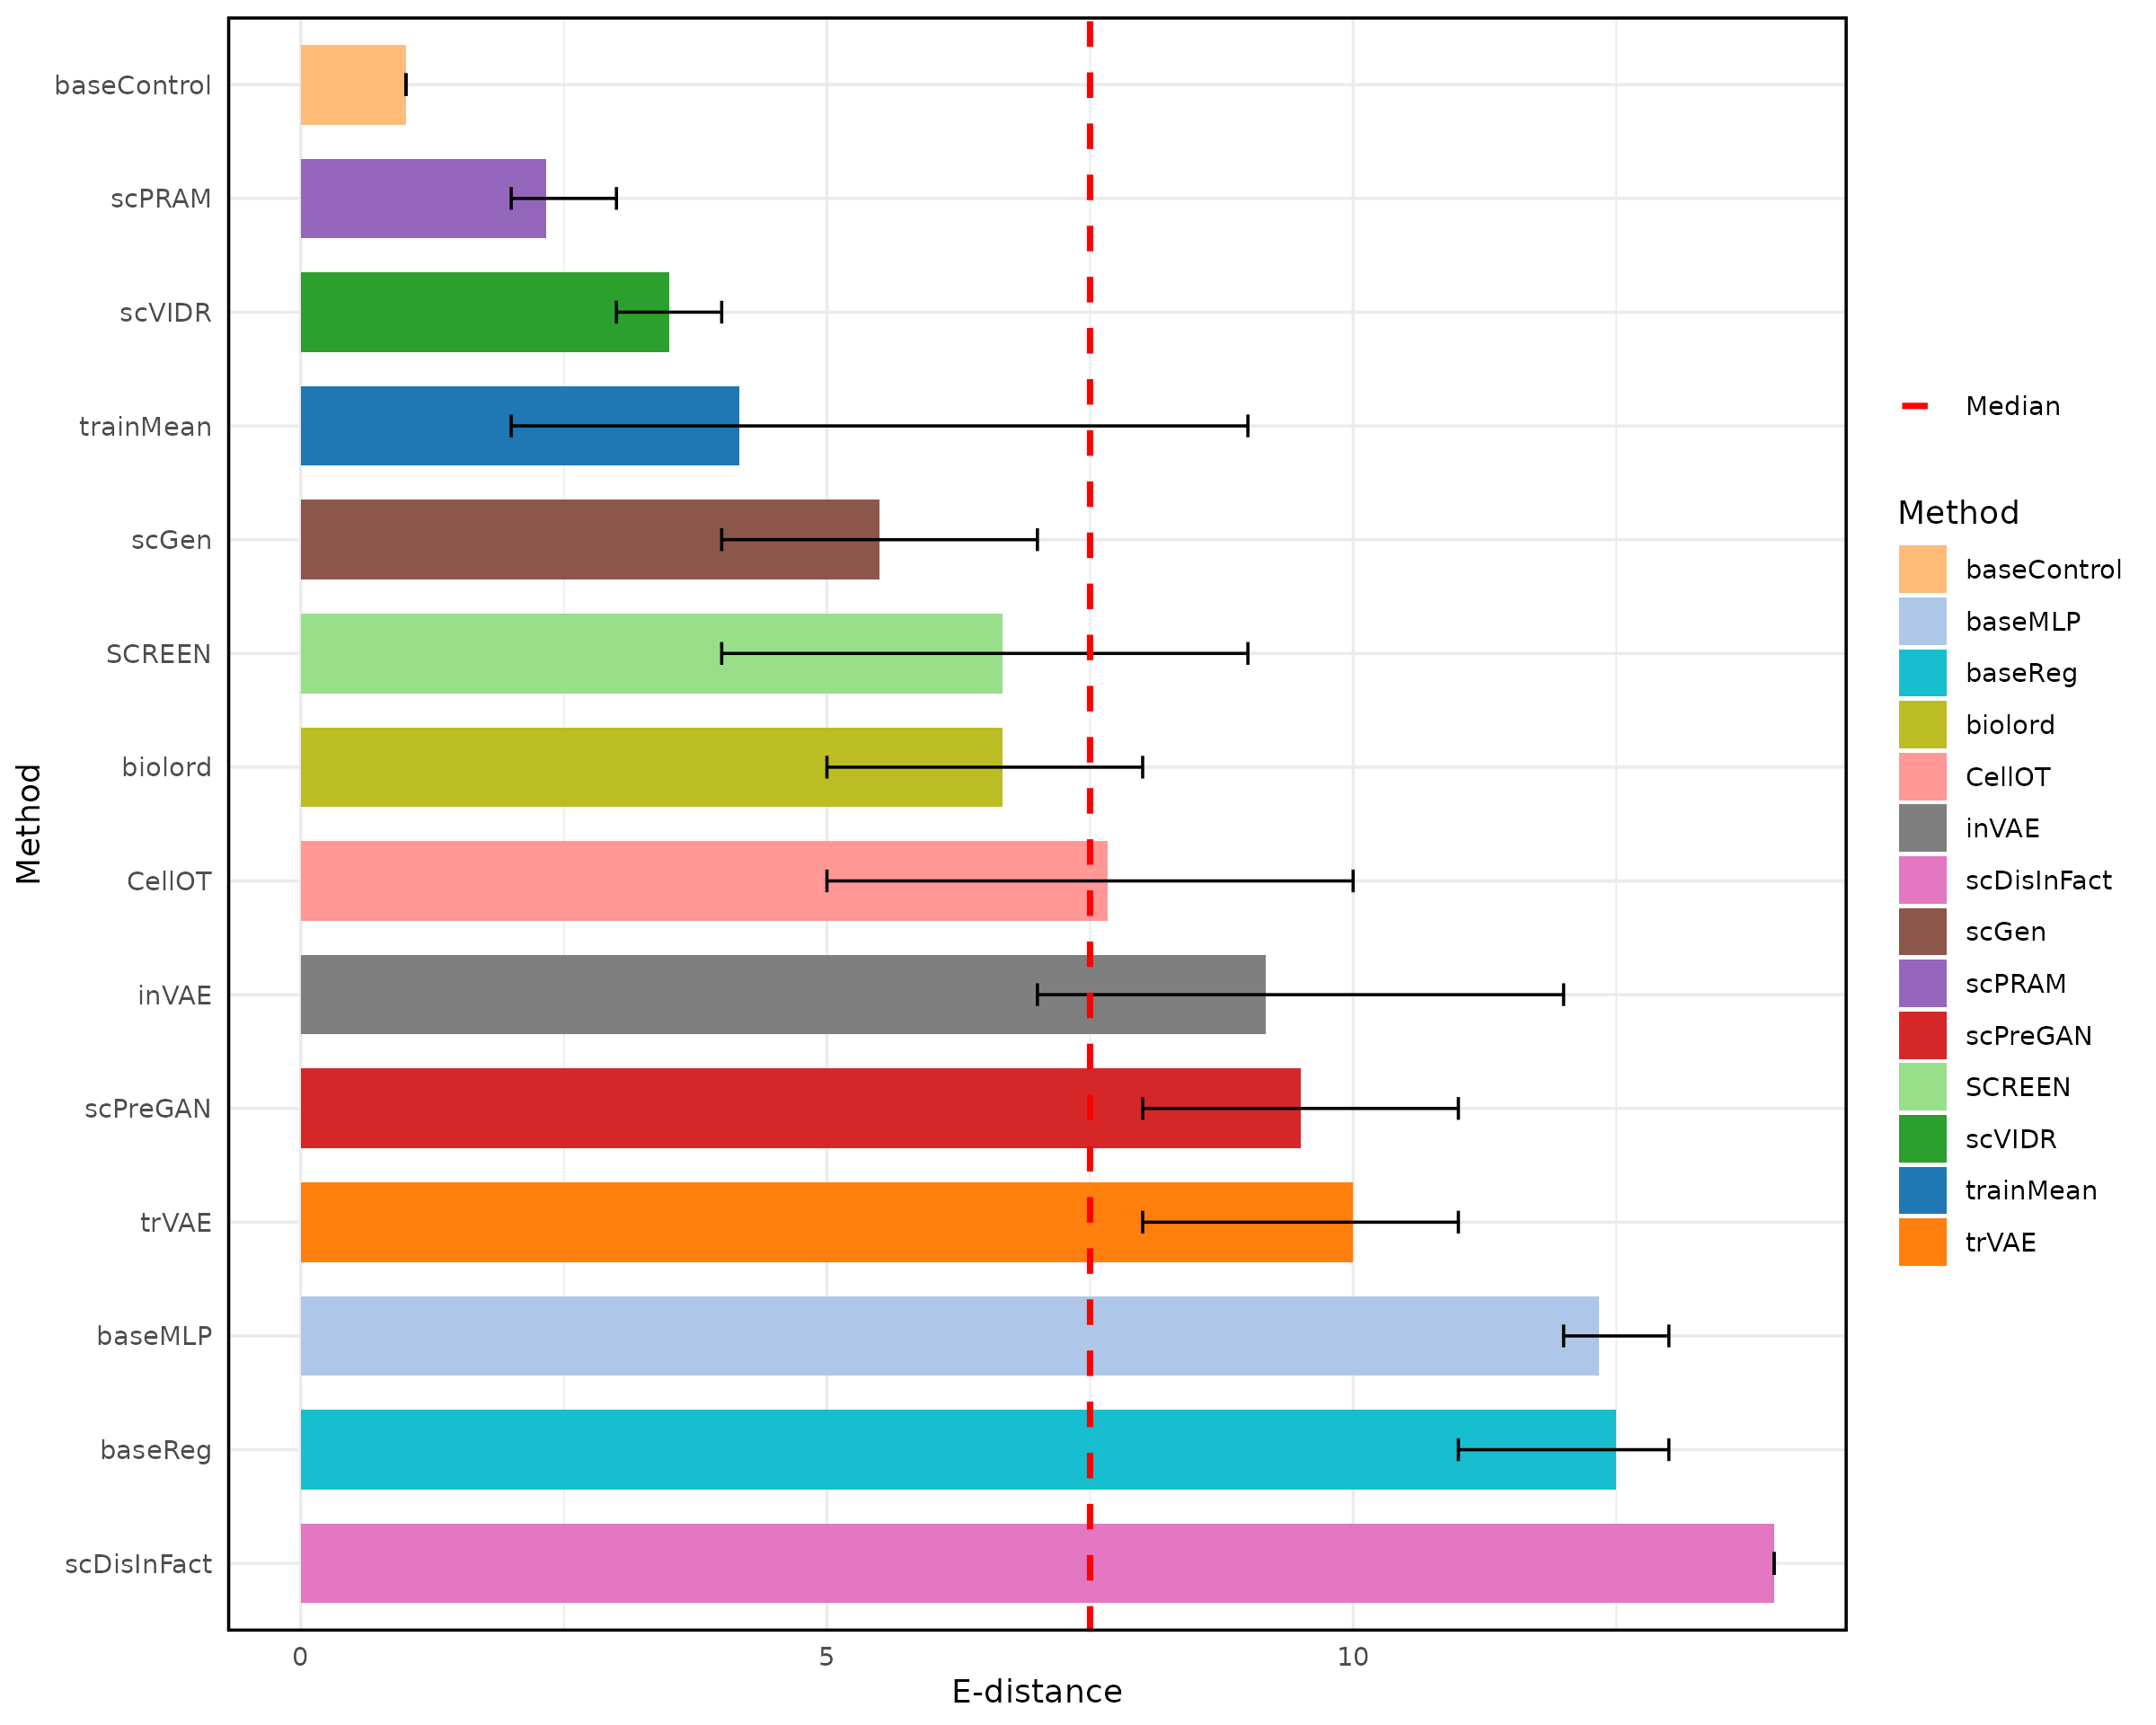 baseControl
scPRAM
scVIDR
trainMean
scGen
SCREEN
biolord
CellOT
inVAE
scPreGAN
trVAE
baseMLP
baseReg
scDisInFact
Method
0 5 10
E-distance
Median
Method
baseControl
baseMLP
baseReg
biolord
CellOT
inVAE
scDisInFact
scGen
scPRAM
scPreGAN
SCREEN
scVIDR
trainMean
trVAE